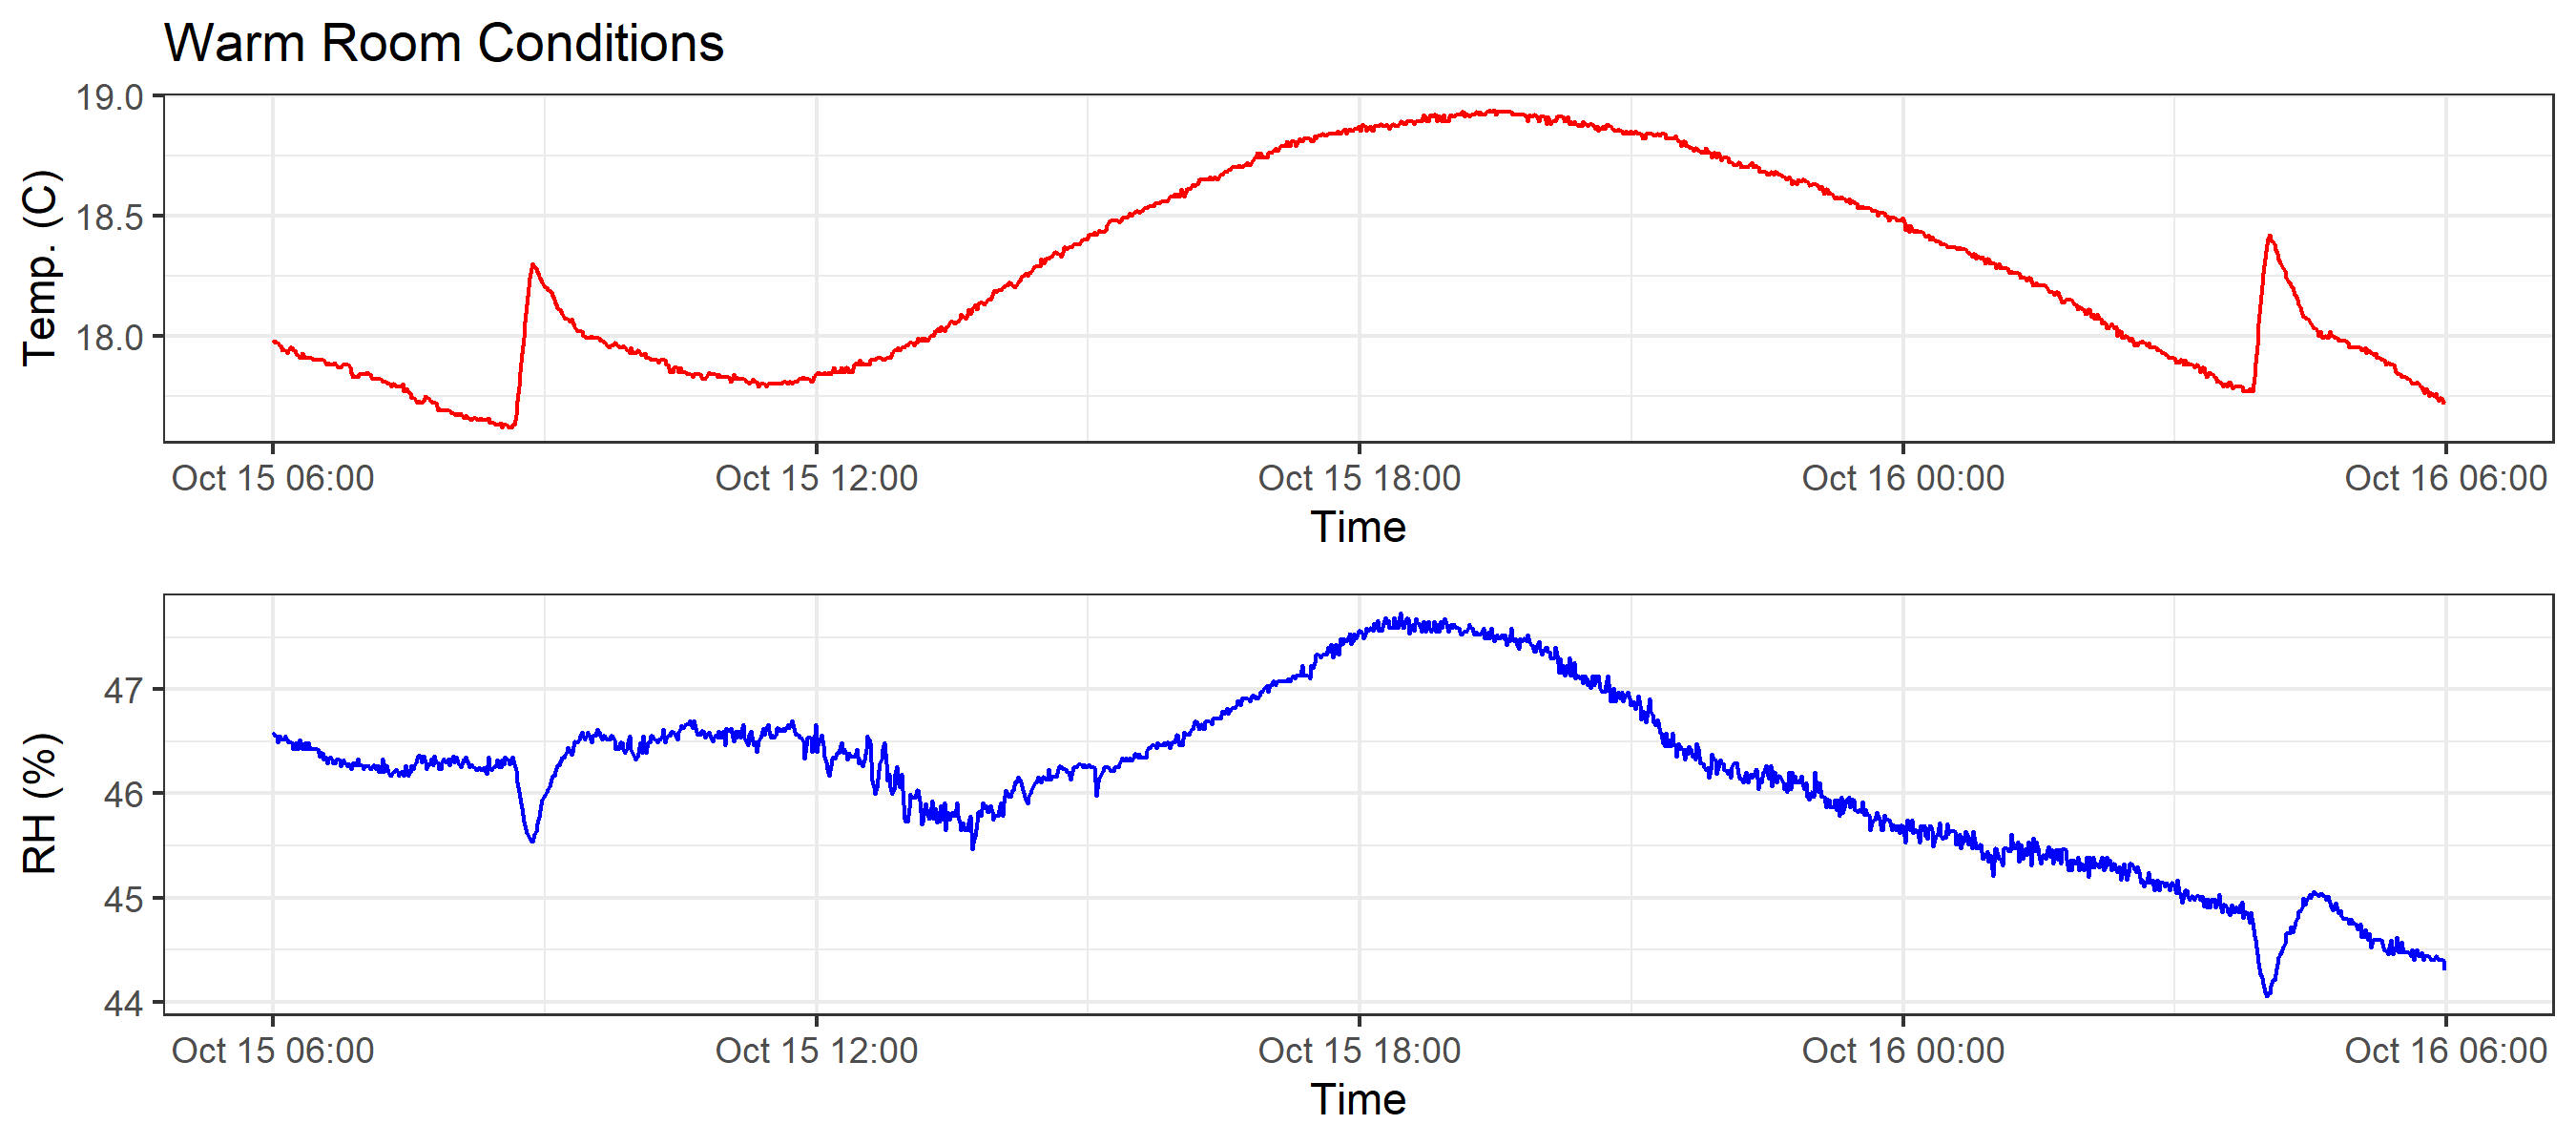 Warm Room Conditions
19.0
18.5
18.0
Temp. (C)
Oct 15 06:00 Oct 15 12:00 Oct 15 18:00 Oct 16 00:00 Oct 16 06:00
Time
47
46
45
44
RH (%)
Oct 15 06:00 Oct 15 12:00 Oct 15 18:00 Oct 16 00:00 Oct 16 06:00
Time